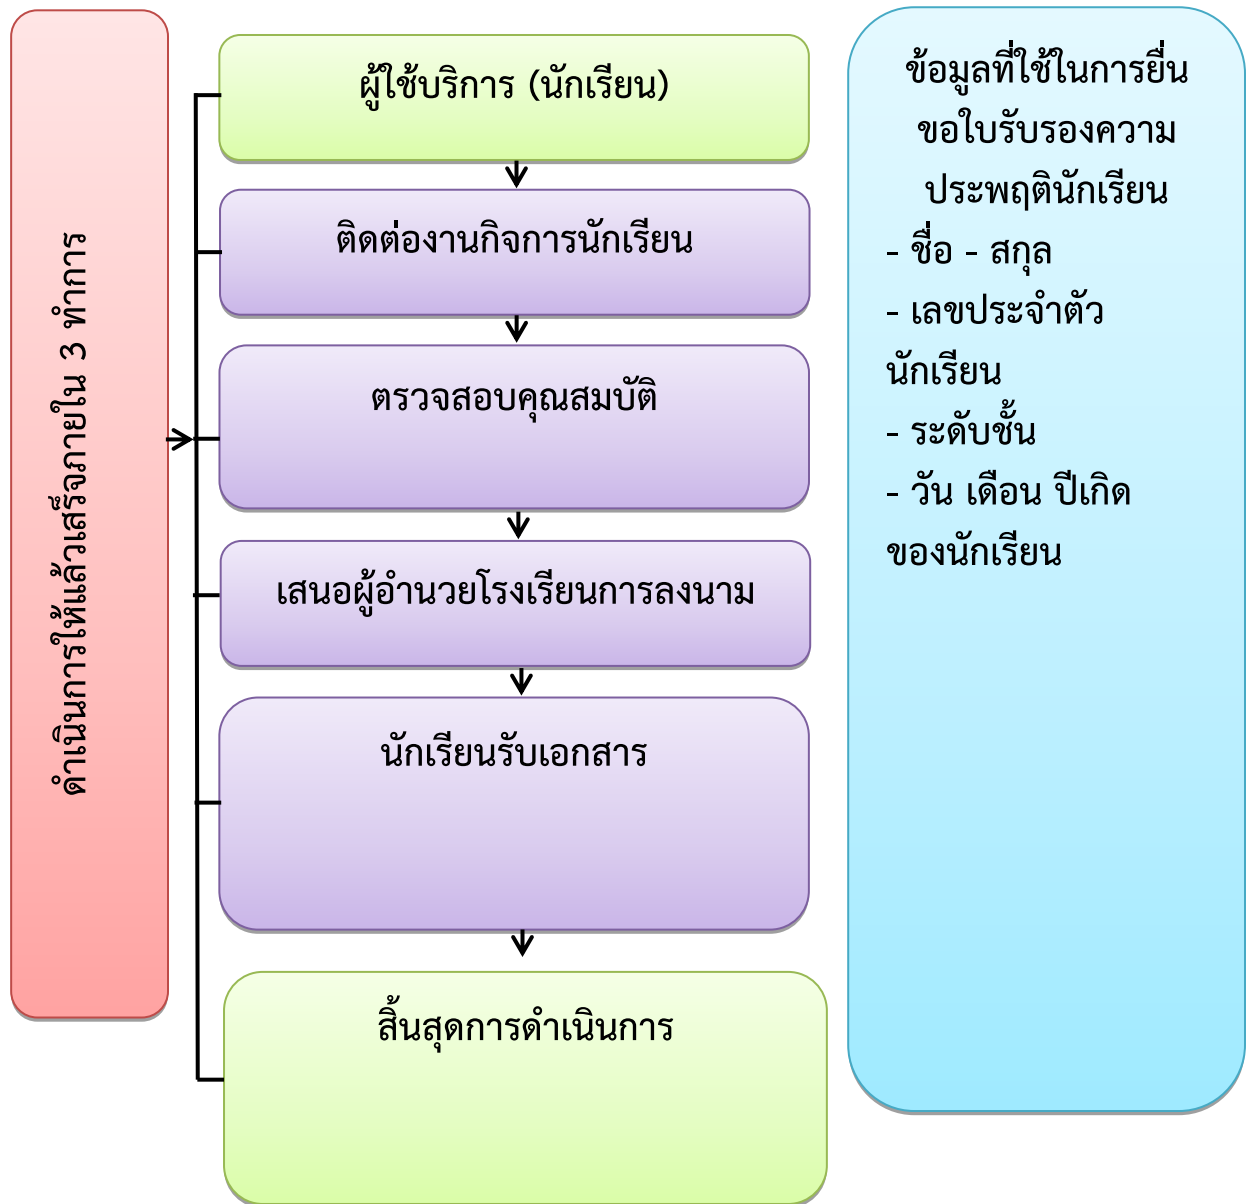 ดำเนินการให้แล้วเสร็จภายใน 3 ทำการ
ผู้ใช้บริการ (นักเรียน)
ติดต่องานกิจการนักเรียน
ตรวจสอบคุณสมบัติ
เสนอผู้อำนวยโรงเรียนการลงนาม
นักเรียนรับเอกสาร
สิ้นสุดการดำเนินการ
ข้อมูลที่ใช้ในการยื่น
ขอใบรับรองความ
ประพฤตินักเรียน
- ชื่อ - สกุล
- เลขประจำตัว
นักเรียน
- ระดับชั้น
- วัน เดือน ปีเกิด
ของนักเรียน